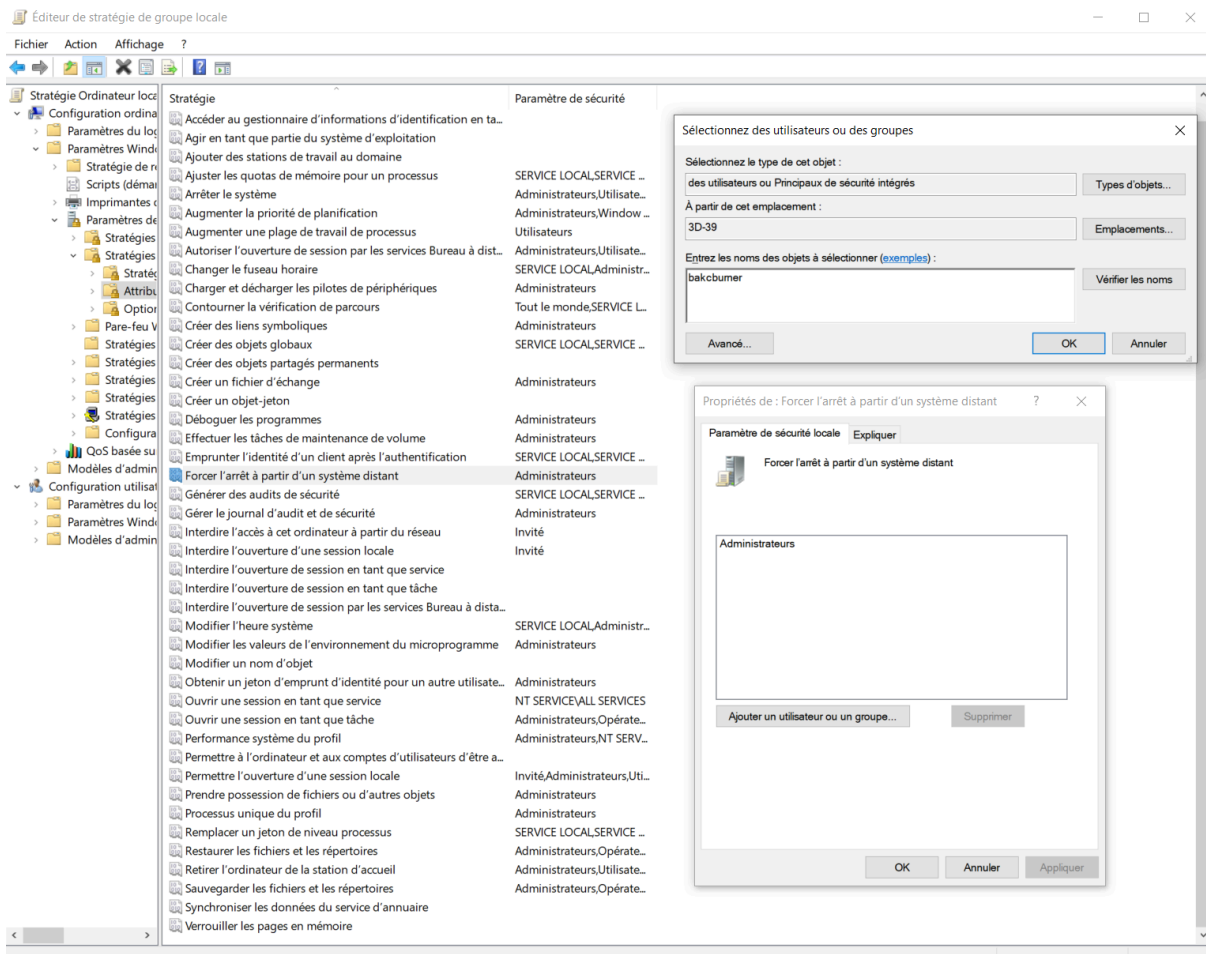 Éditeur de stratégie de groupe locale
Fichier Action Affichage ?
Stratégie Ordinateur loca
Configuration ordina
Paramètres du log
Paramètres Windo
Stratégie de re
Scripts (démar
Imprimantes d
Paramètres de
Stratégies
Stratégies
Straté
Attribu
Option
Pare-feu W
Stratégies
Stratégies
Stratégies
Stratégies
Stratégies
Configura
QoS basée su
Modèles d'admin
Configuration utilisat
Paramètres du log
Paramètres Windo
Modèles d'admin
Stratégie Paramètre de sécurité
Accéder au gestionnaire d'informations d'identification en ta...
Agir en tant que partie du système d'exploitation
Ajouter des stations de travail au domaine
Ajuster les quotas de mémoire pour un processus SERVICE LOCAL,SERVICE ...
Arrêter le système Administrateurs,Utilisate...
Augmenter la priorité de planification Administrateurs,Window ...
Augmenter une plage de travail de processus Utilisateurs
Autoriser l'ouverture de session par les services Bureau à dist... Administrateurs,Utilisate...
Changer le fuseau horaire SERVICE LOCAL,Administr...
Charger et décharger les pilotes de périphériques Administrateurs
Contourner la vérification de parcours Tout le monde,SERVICE L...
Créer des liens symboliques Administrateurs
Créer des objets globaux SERVICE LOCAL,SERVICE ...
Créer des objets partagés permanents
Créer un fichier d'échange Administrateurs
Créer un objet-jeton
Déboguer les programmes Administrateurs
Effectuer les tâches de maintenance de volume Administrateurs
Emprunter l'identité d'un client après l'authentification SERVICE LOCAL,SERVICE ...
Forcer l'arrêt à partir d'un système distant Administrateurs
Générer des audits de sécurité SERVICE LOCAL,SERVICE ...
Gérer le journal d'audit et de sécurité Administrateurs
Interdire l'accès à cet ordinateur à partir du réseau Invité
Interdire l'ouverture d'une session locale Invité
Interdire l'ouverture de session en tant que service
Interdire l'ouverture de session en tant que tâche
Interdire l'ouverture de session par les services Bureau à dista...
Modifier l'heure système SERVICE LOCAL,Administr...
Modifier les valeurs de l'environnement du microprogramme Administrateurs
Modifier un nom d'objet
Obtenir un jeton d'emprunt d'identité pour un autre utilisate... Administrateurs
Ouvrir une session en tant que service NT SERVICE\ALL SERVICES
Ouvrir une session en tant que tâche Administrateurs,Opérate...
Performance système du profil Administrateurs,NT SERV...
Permettre à l'ordinateur et aux comptes d'utilisateurs d'être a...
Permettre l'ouverture d'une session locale Invité,Administrateurs,Uti...
Prendre possession de fichiers ou d'autres objets Administrateurs
Processus unique du profil Administrateurs
Remplacer un jeton de niveau processus SERVICE LOCAL,SERVICE ...
Restaurer les fichiers et les répertoires Administrateurs,Opérate...
Retirer l'ordinateur de la station d'accueil Administrateurs,Utilisate...
Sauvegarder les fichiers et les répertoires Administrateurs,Opérate...
Synchroniser les données du service d'annuaire
Verrouiller les pages en mémoire
Sélectionnez des utilisateurs ou des groupes
Sélectionnez le type de cet objet :
des utilisateurs ou Principaux de sécurité intégrés Types d'objets...
À partir de cet emplacement :
3D-39 Emplacements...
Entrez les noms des objets à sélectionner (exemples) :
bakcburner Vérifier les noms
Avancé... OK Annuler
Propriétés de : Forcer l'arrêt à partir d'un système distant ?
Paramètre de sécurité locale Expliquer
Forcer l'arrêt à partir d'un système distant
Administrateurs
Ajouter un utilisateur ou un groupe... Supprimer
OK Annuler Appliquer